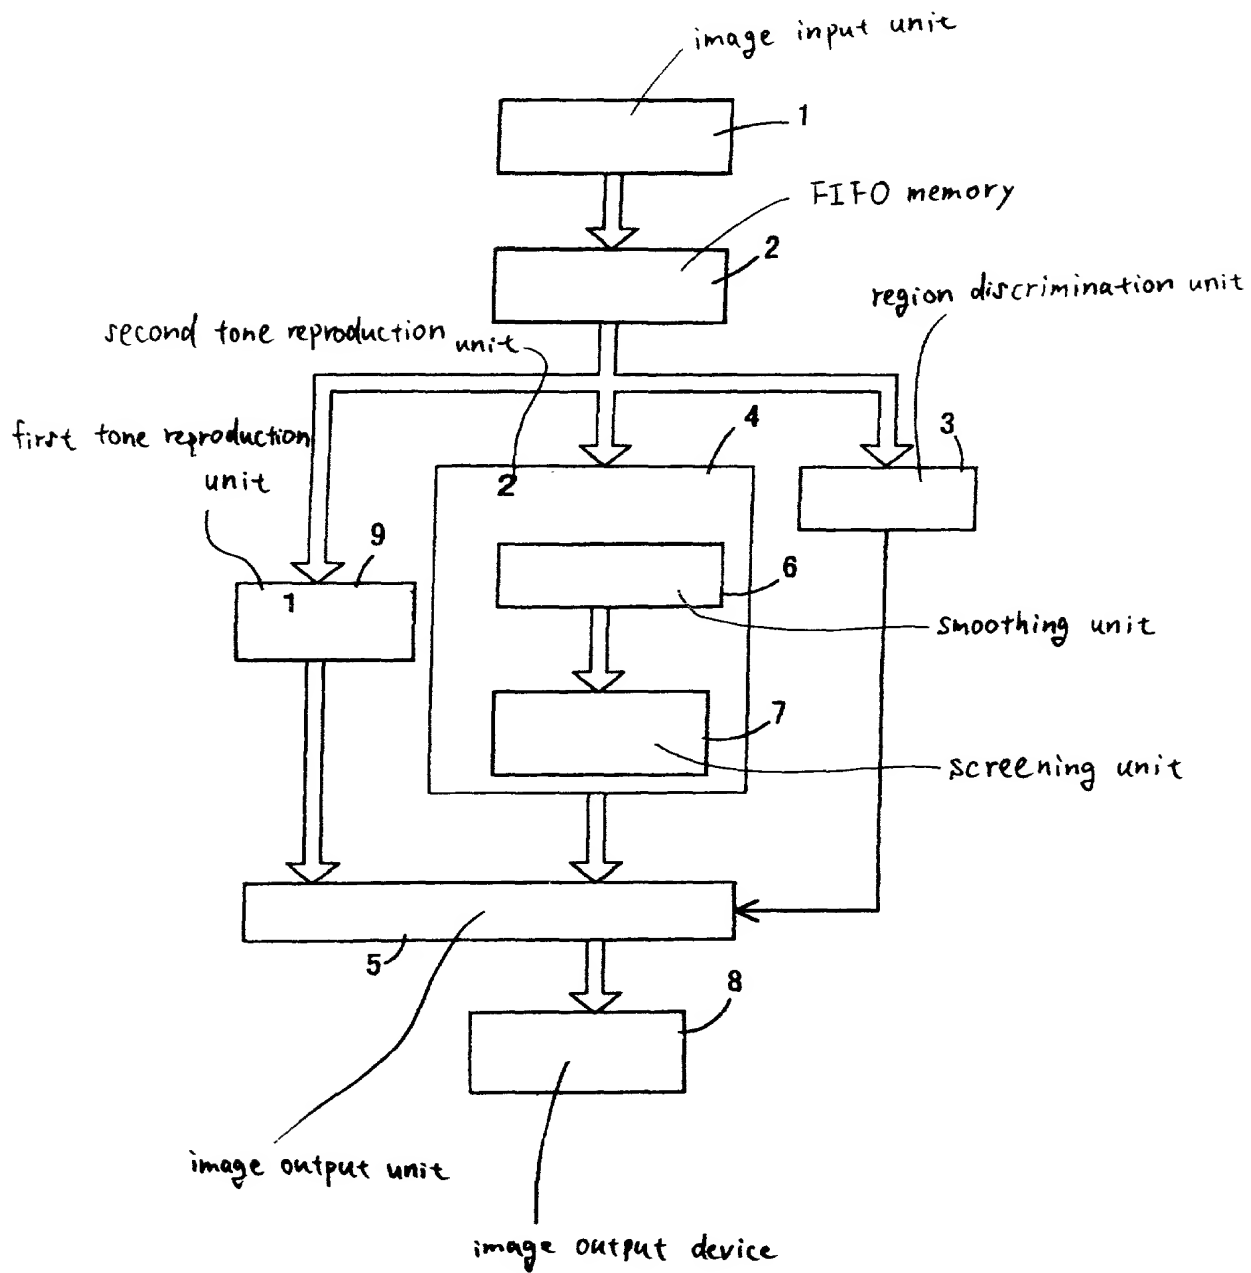 image input unit
1
FIFO memory
2
region discrimination unit
second tone reproduction
unit
4
3
first tone reproduction
unit
2
9
1
6
smoothing unit
7
screening unit
5
8
image output unit
image output device